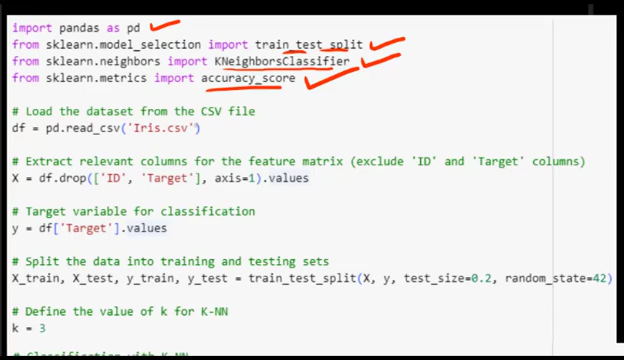 import pandas as pd
from sklearn.model_selection import train_test_split
from sklearn.neighbors import KNeighborsClassifier
from sklearn.metrics import accuracy_score
# Load the dataset from the CSV file
df = pd.read_csv('Iris.csv')
# Extract relevant columns for the feature matrix (exclude 'ID' and 'Target' columns)
X = df.drop(['ID', 'Target'], axis=1).values
# Target variable for classification
y = df['Target'].values
# Split the data into training and testing sets
X_train, X_test, y_train, y_test = train_test_split(X, y, test_size=0.2, random_state=42)
# Define the value of k for K-NN
k = 3
# Classification with K-NN